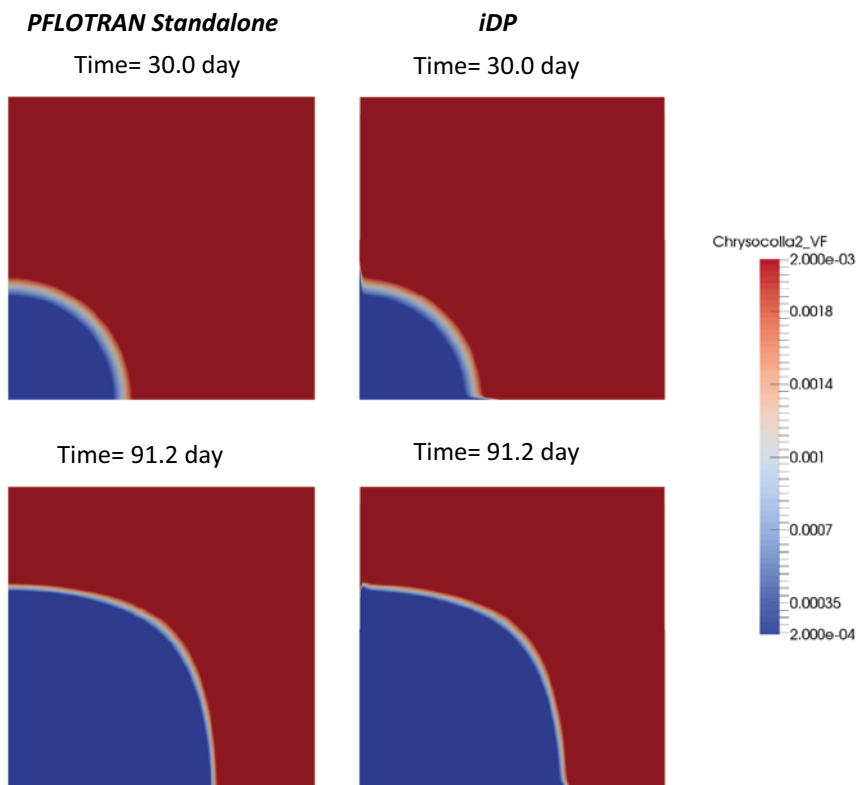 PFLOTRAN Standalone
iDP
Time= 30.0 day
Time= 30.0 day
Chrysocolla2_VF
2.000e-03
0.0018
0.0014
0.001
0.0007
0.00035
2.000e-04
Time= 91.2 day
Time= 91.2 day